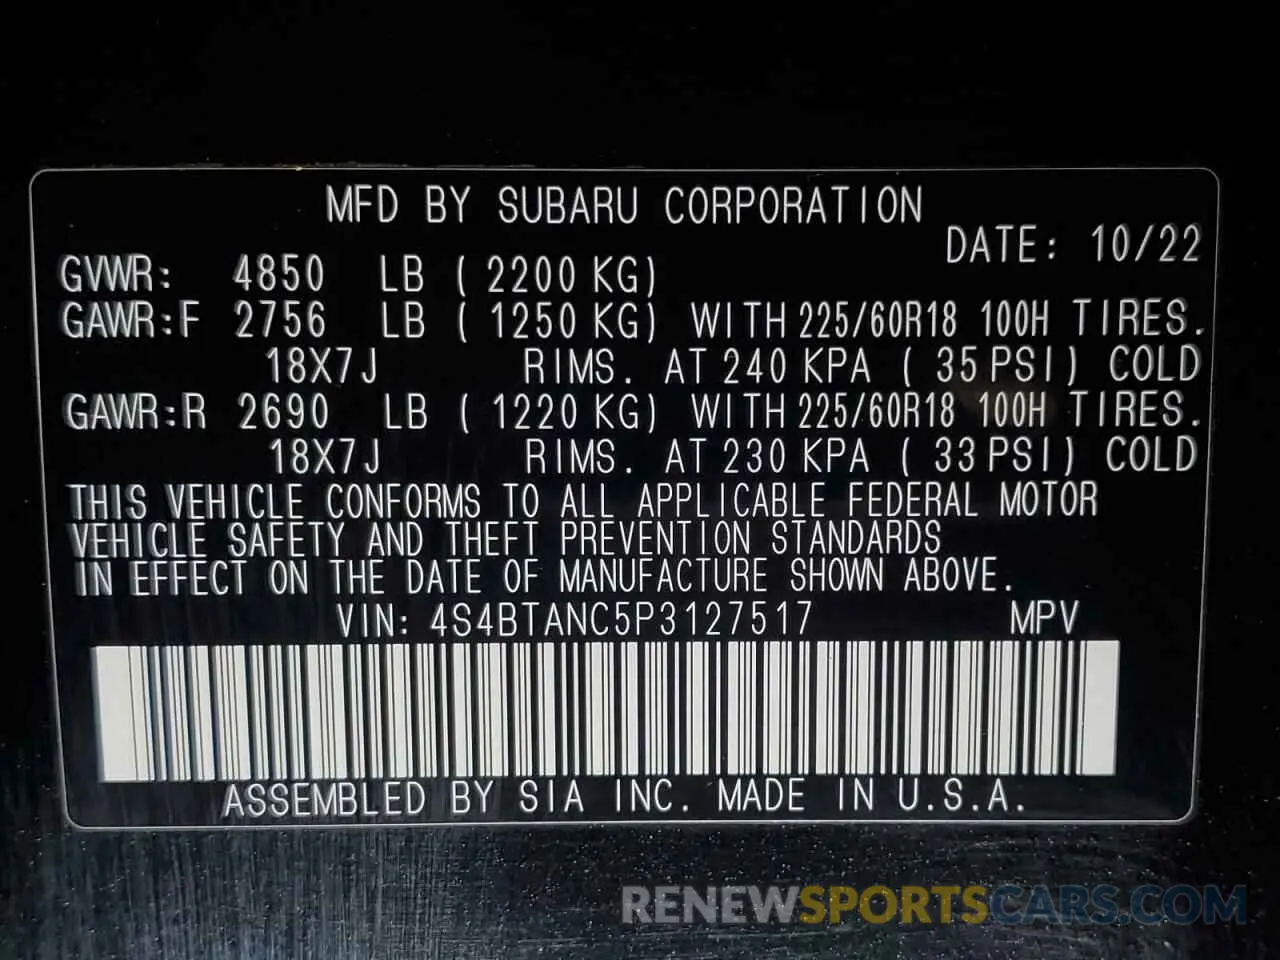 MFD BY SUBARU CORPORATION
DATE: 10/22
GVWR: 4850 LB ( 2200 KG)
GAWR:F 2756 LB ( 1250 KG) WITH 225/60R18 100H TIRES.
18X7J RIMS. AT 240 KPA ( 35 PSI) COLD
GAWR:R 2690 LB ( 1220 KG) WITH 225/60R18 100H TIRES.
18X7J RIMS. AT 230 KPA ( 33 PSI) COLD
THIS VEHICLE CONFORMS TO ALL APPLICABLE FEDERAL MOTOR
VEHICLE SAFETY AND THEFT PREVENTION STANDARDS
IN EFFECT ON THE DATE OF MANUFACTURE SHOWN ABOVE.
VIN: 4S4BTANC5P3127517 MPV
ASSEMBLED BY SIA INC. MADE IN U.S.A.
RENEWSPORTSCARS.COM